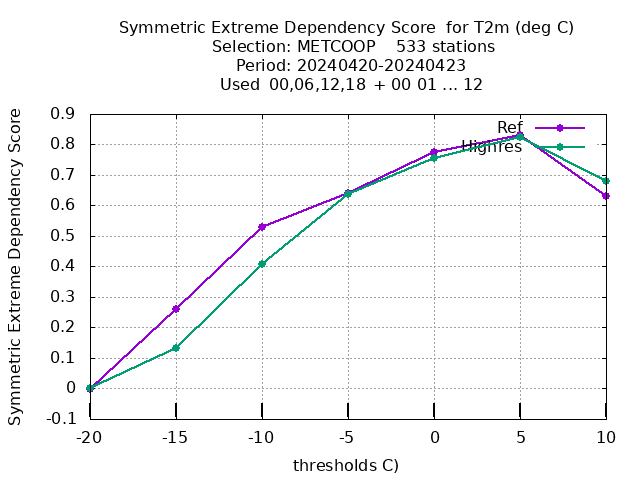 Symmetric Extreme Dependency Score for T2m (deg C)
Selection: METCOOP 533 stations
Period: 20240420-20240423
Used 00,06,12,18 + 00 01 ... 12
Symmetric Extreme Dependency Score
0.9
0.8
0.7
0.6
0.5
0.4
0.3
0.2
0.1
0
-0.1
Ref
Highres
-20 -15 -10 -5 0 5 10
thresholds C)